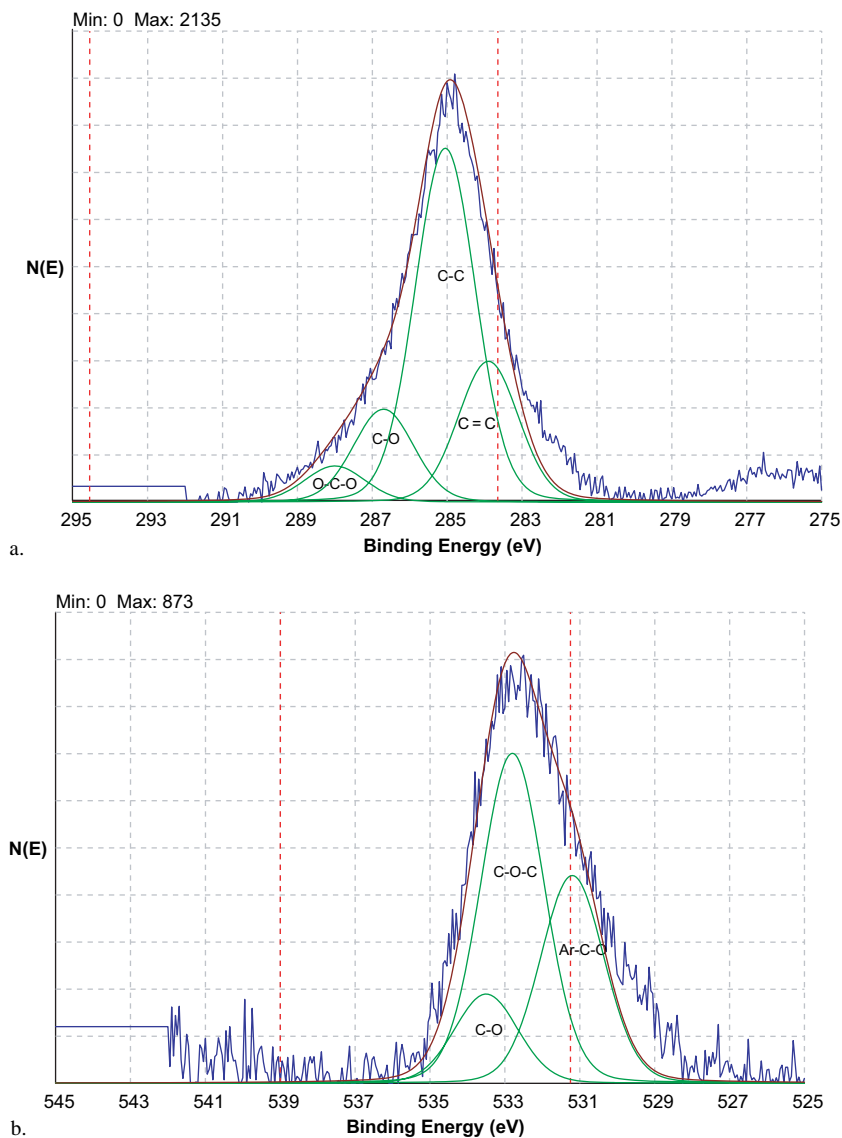 Min: 0 Max: 2135
N(E)
C-C
C = C
C-O
O-C-O
295 293 291 289 287 285 283 281 279 277 275
Binding Energy (eV)
a.
Min: 0 Max: 873
N(E)
C-O-C
Ar-C-O
C-O
545 543 541 539 537 535 533 531 529 527 525
Binding Energy (eV)
b.